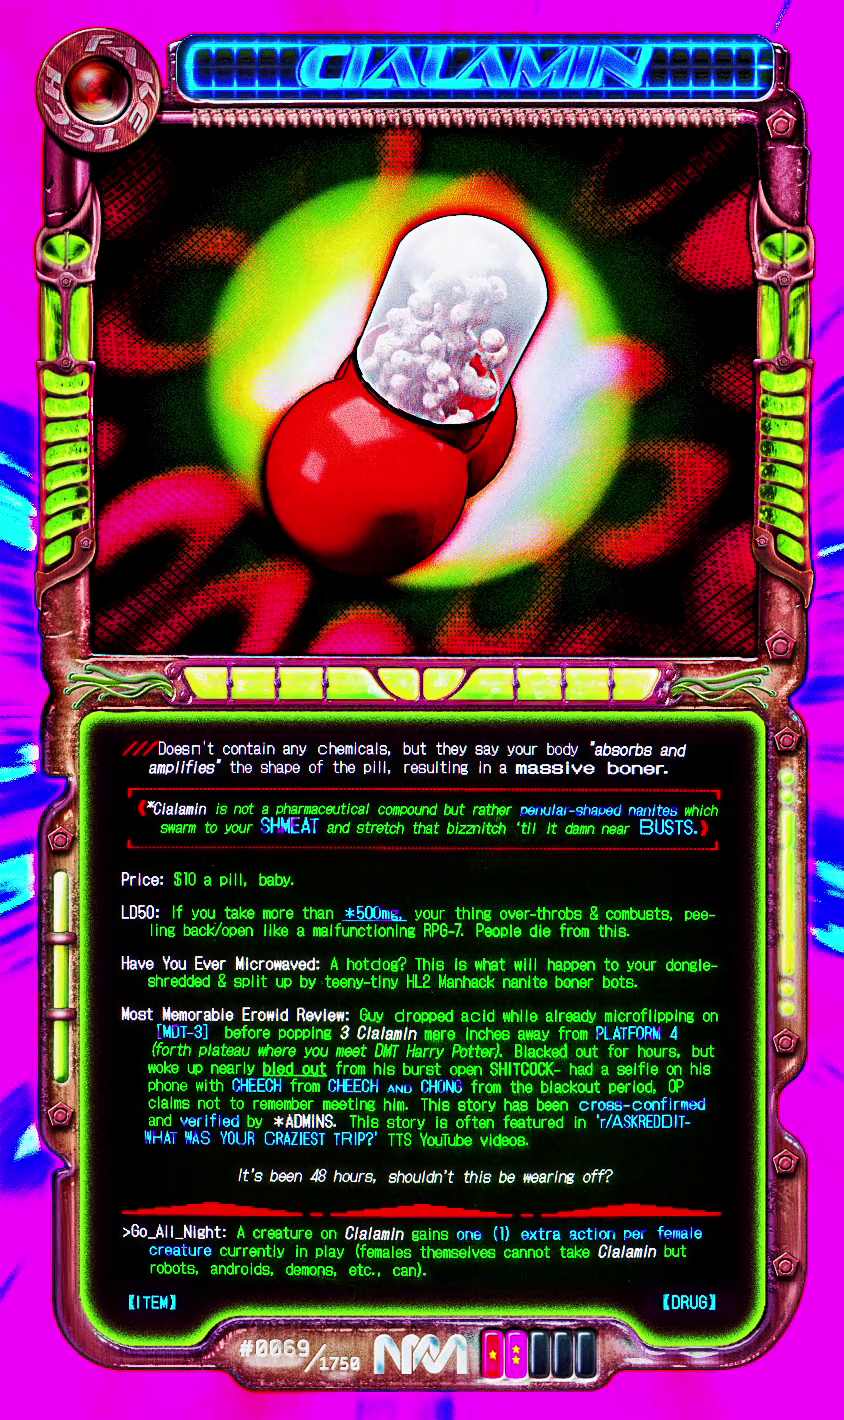 FAKE TECH
CIALAMIN
///Doesn't contain any chemicals, but they say your body "absorbs and
amplifies" the shape of the pill, resulting in a massive boner.
(*Cialamin is not a pharmaceutical compound but rather penular-shaped nanites which
swarm to your SHMEAT and stretch that bizznitch 'til it damn near BUSTS.)
Price: $10 a pill, baby.
LD50: If you take more than *500mg, your thing over-throbs & combusts, pee-
ling back/open like a malfunctioning RPG-7. People die from this.
Have You Ever Microwaved: A hotdog? This is what will happen to your dongle-
shredded & split up by teeny-tiny HL2 Manhack nanite boner bots.
Most Memorable Erowid Review: Guy dropped acid while already microflipping on
[MDT-3] before popping 3 Cialamin mere inches away from PLATFORM 4
(forth plateau where you meet DMT Harry Potter). Blacked out for hours, but
woke up nearly bled out from his burst open SHITCOCK- had a selfie on his
phone with CHEECH from CHEECH AND CHONG from the blackout period, OP
claims not to remember meeting him. This story has been cross-confirmed
and verified by *ADMINS. This story is often featured in 'r/ASKREDDIT-
WHAT WAS YOUR CRAZIEST TRIP?' TTS YouTube videos.
It's been 48 hours, shouldn't this be wearing off?
>Go_All_Night: A creature on Cialamin gains one (1) extra action per female
creature currently in play (females themselves cannot take Cialamin but
robots, androids, demons, etc., can).
[ITEM] [DRUG]
#0069/1750 NPM